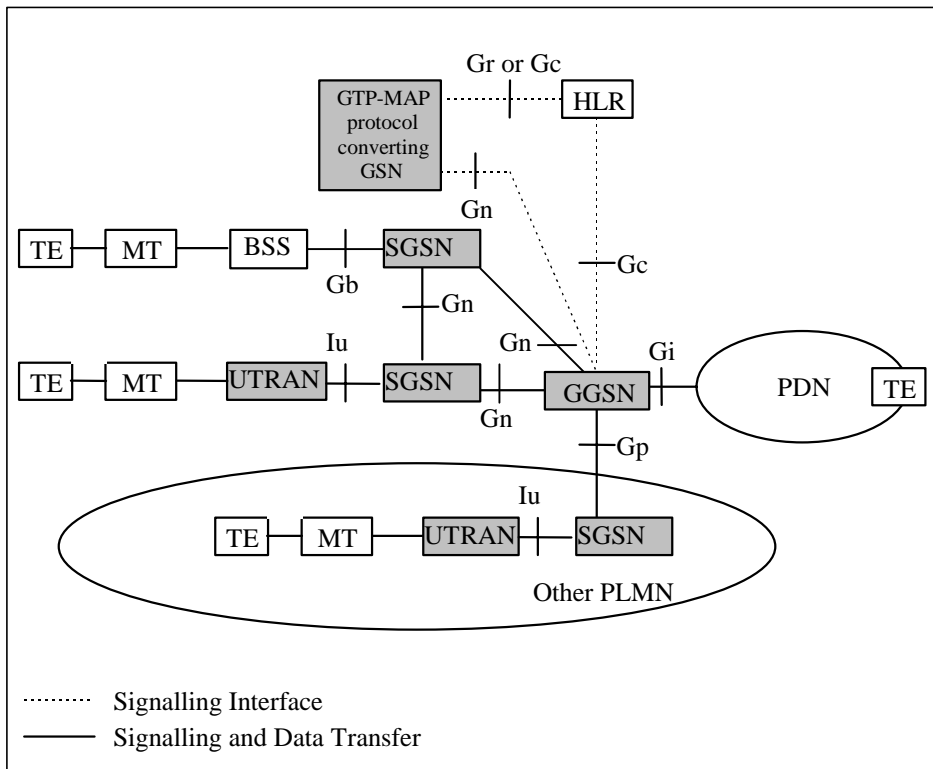 Gr or Gc
GTP-MAP
protocol
converting
GSN
HLR
Gn
TE
MT
BSS
SGSN
Gb
Gc
Gn
Gn
Iu
Gi
TE
MT
UTRAN
SGSN
Gn
GGSN
PDN
TE
Gp
Iu
TE
MT
UTRAN
SGSN
Other PLMN
Signalling Interface
Signalling and Data Transfer